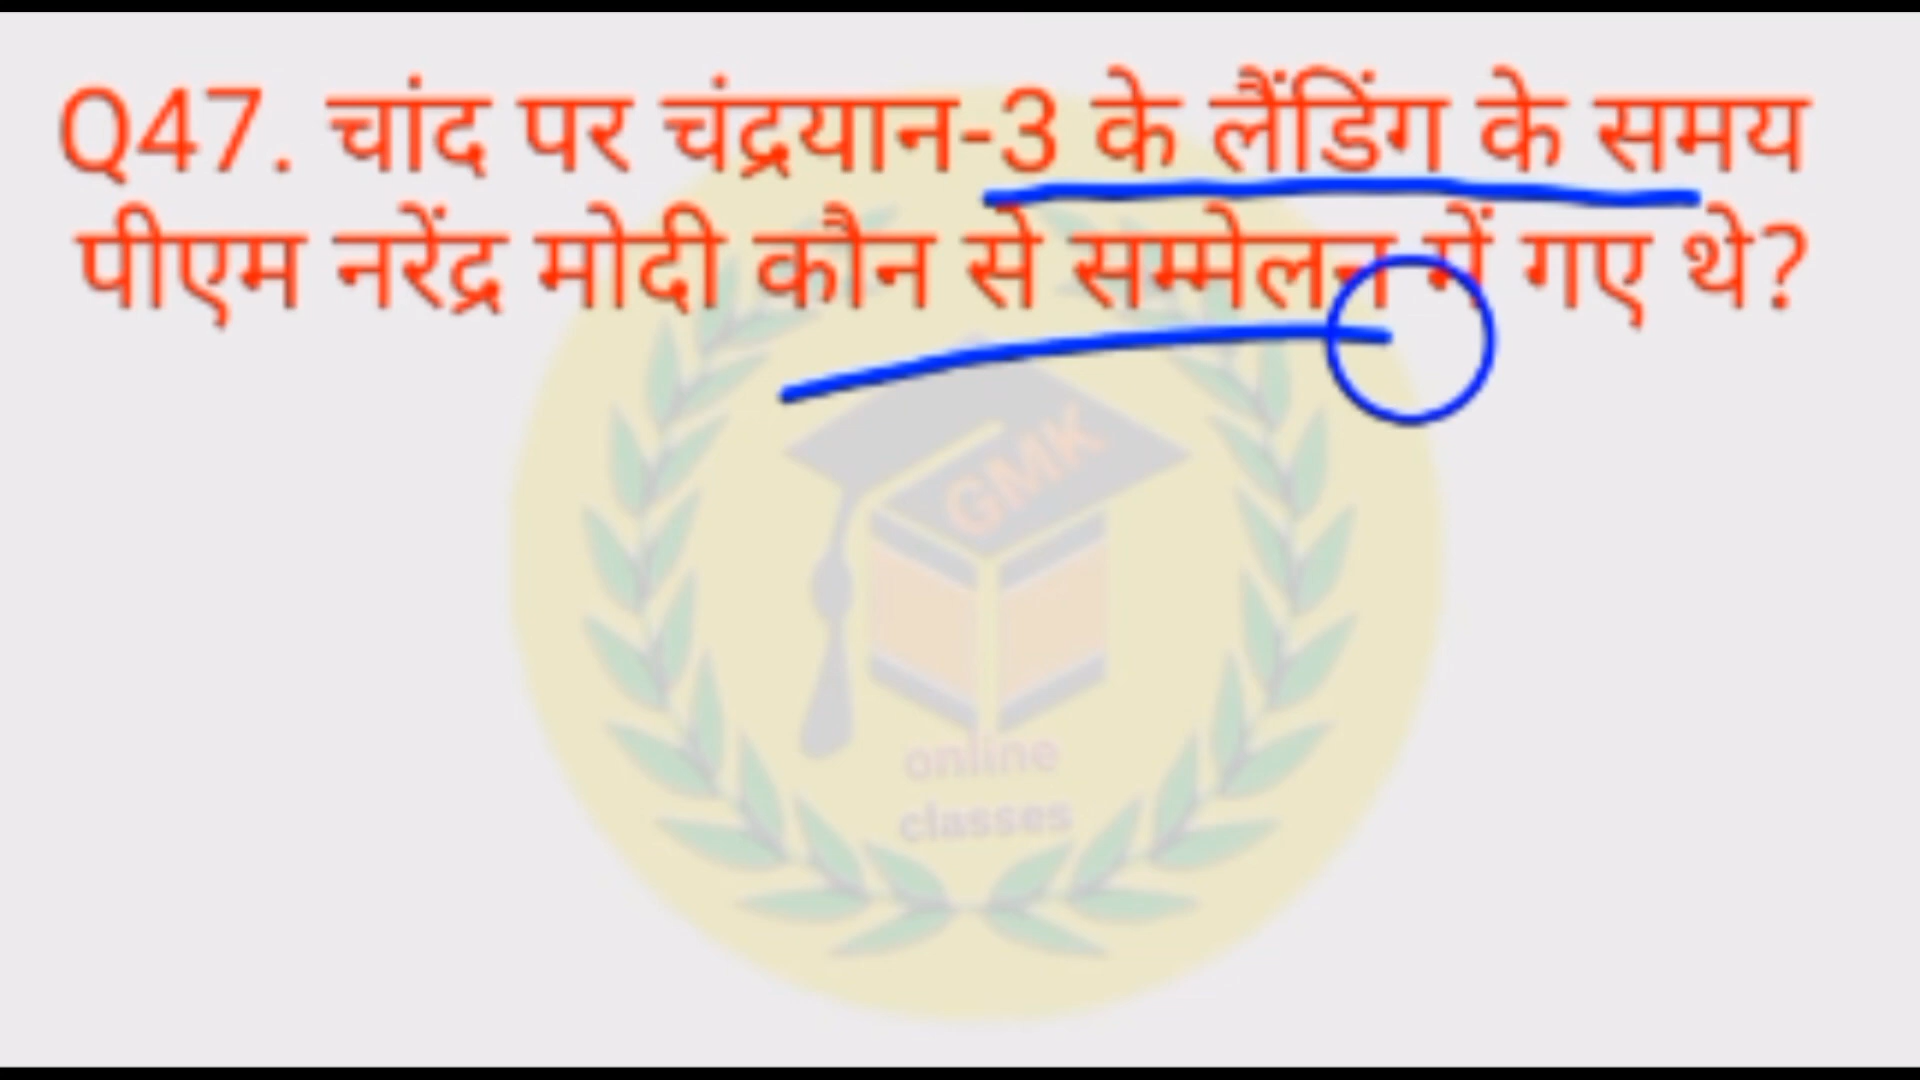 Q47. चांद पर चंद्रयान-3 के लैंडिंग के समय
पीएम नरेंद्र मोदी कौन से सम्मेलन में गए थे?
GMK
online
classes